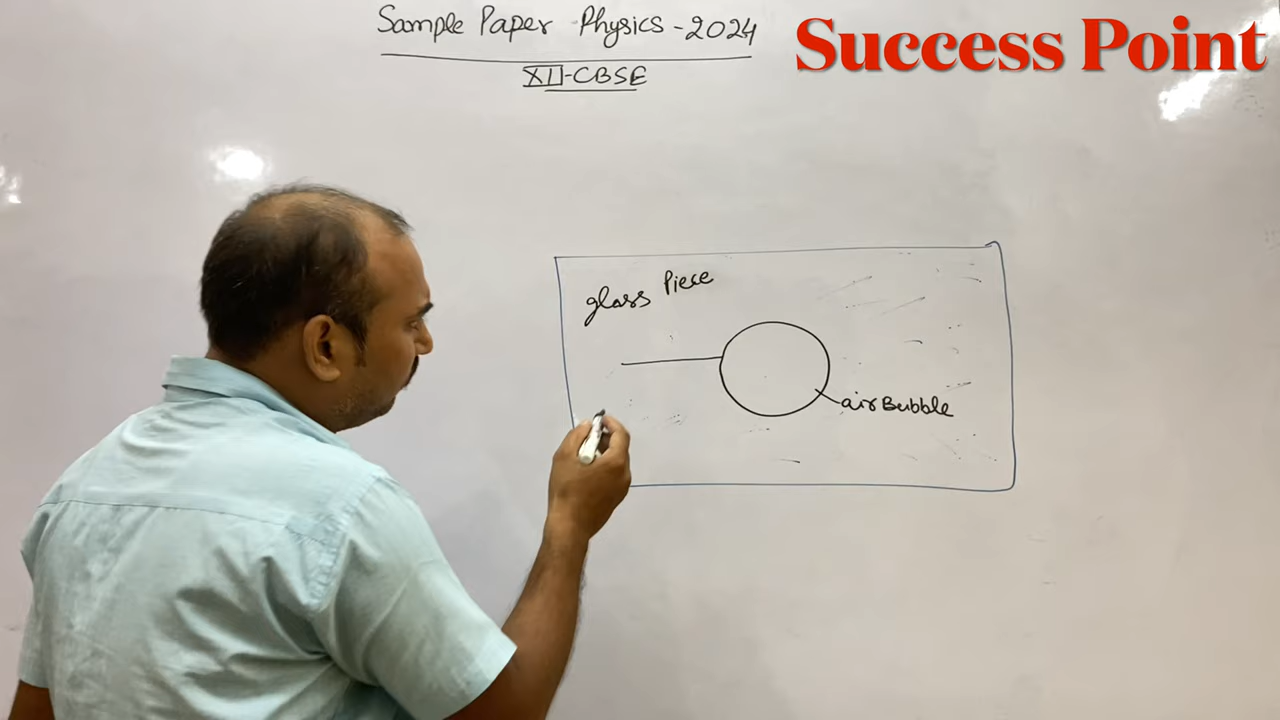 Sample Paper Physics-2024
Success Point
XII-CBSE
glass Piece
air Bubble